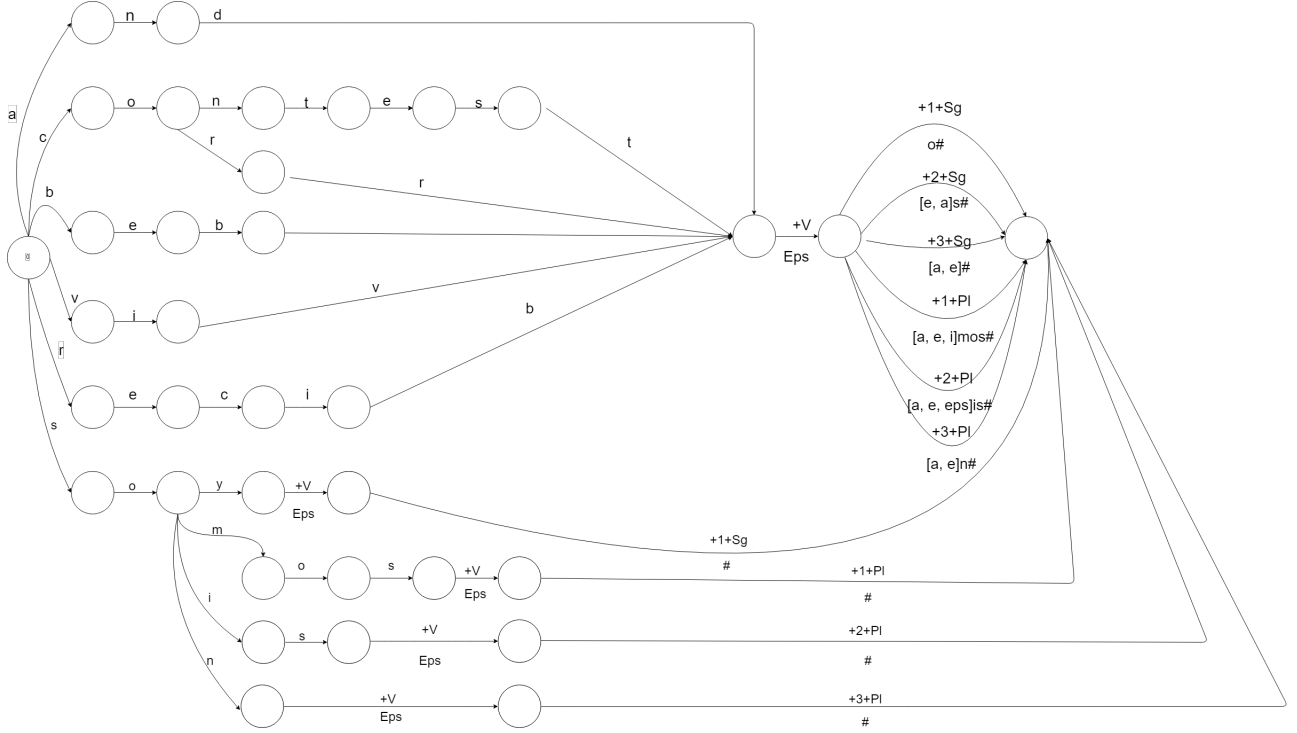 n
d
a
o
n
t
e
s
c
r
t
b
r
e
b
v
i
v
r
b
e
c
i
s
o
y
+V
Eps
m
o
s
+V
Eps
i
s
+V
Eps
n
+V
Eps
+V
Eps
+1+Sg
o#
+2+Sg
[e, a]s#
+3+Sg
[a, e]#
+1+Pl
[a, e, i]mos#
+2+Pl
[a, e, eps]is#
+3+Pl
[a, e]n#
+1+Sg
#
+1+Pl
#
+2+Pl
#
+3+Pl
#